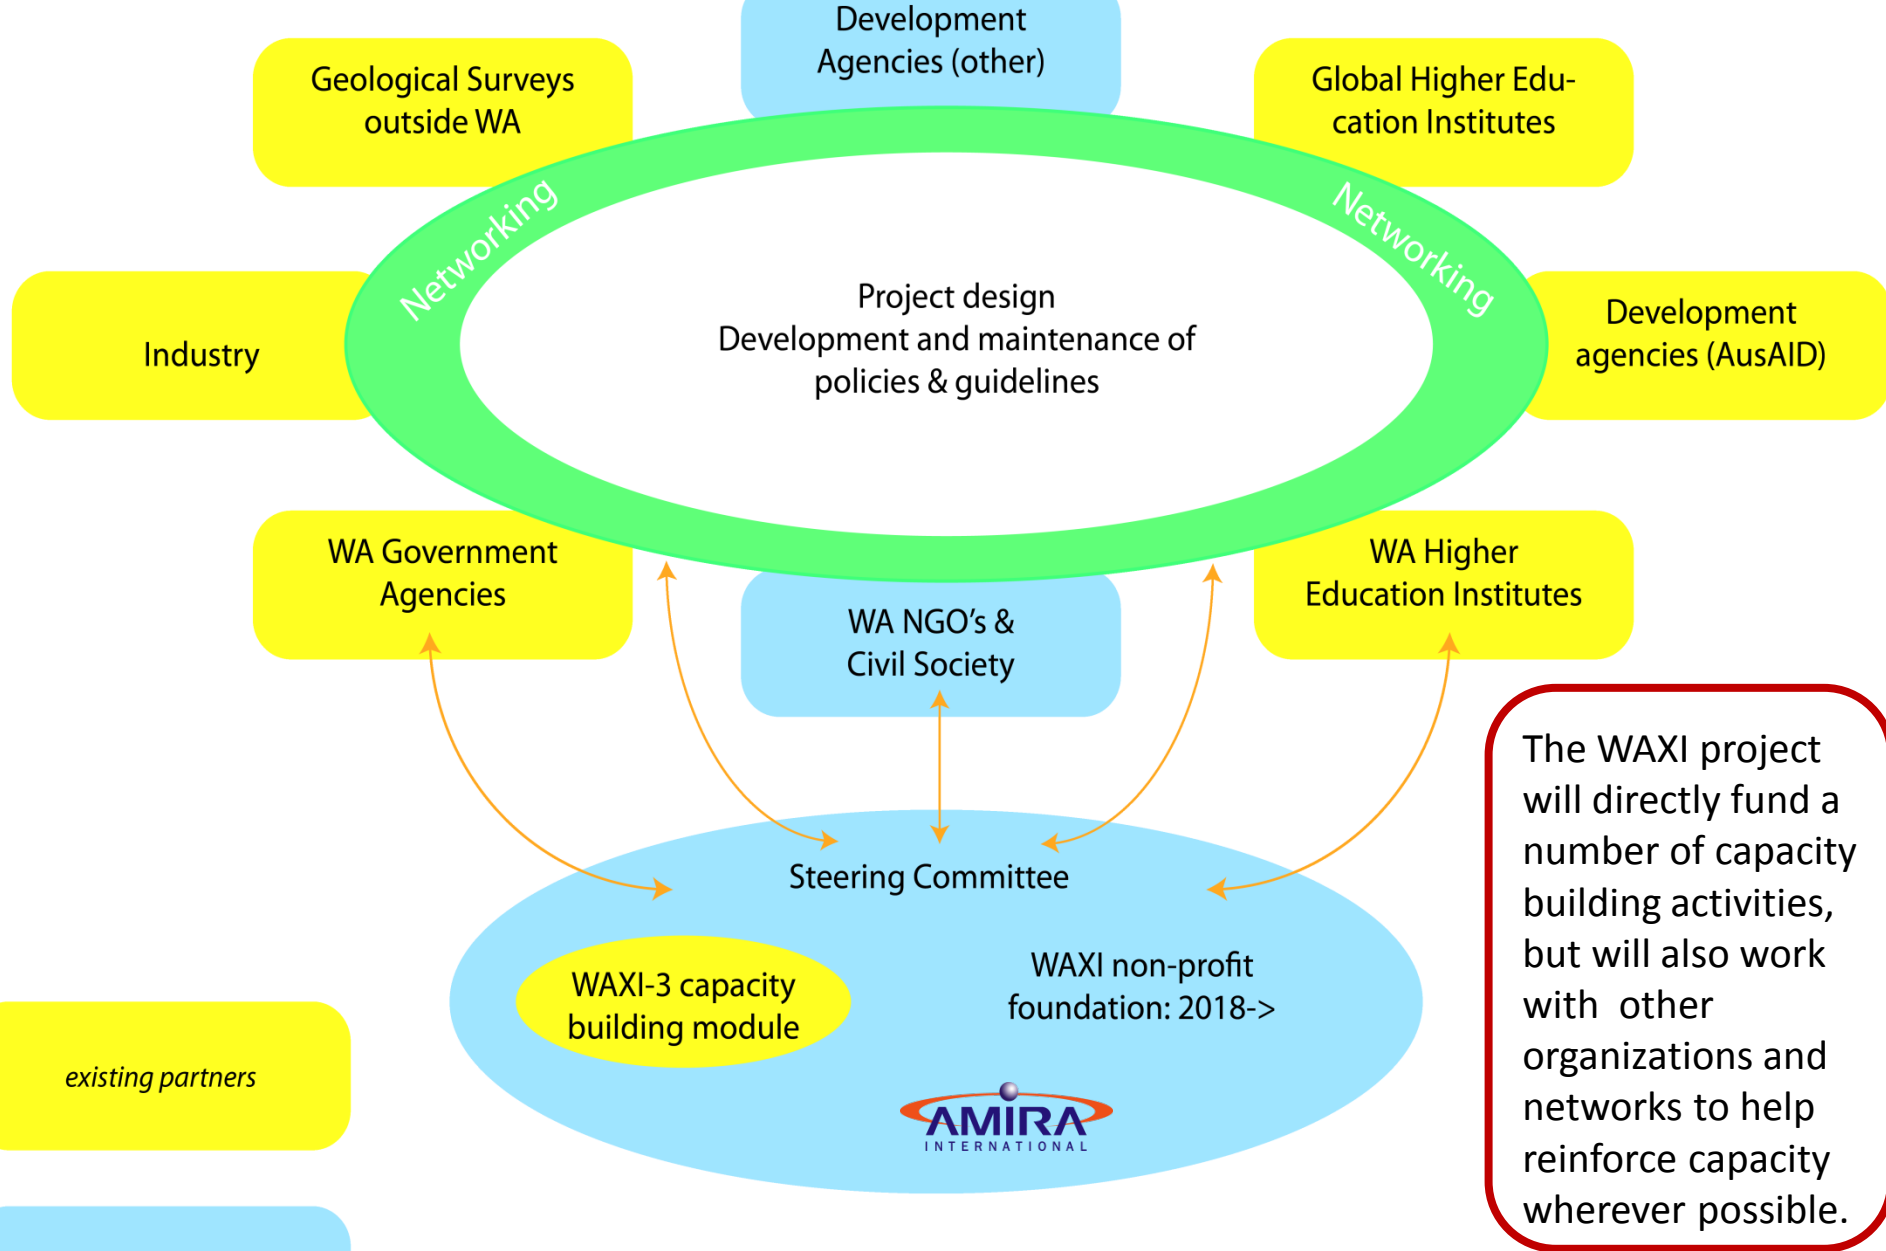 Development
Agencies (other)
Geological Surveys
outside WA
Global Higher Edu-
cation Institutes
Networking
Networking
Project design
Development and maintenance of
policies & guidelines
Industry
Development
agencies (AusAID)
WA Government
Agencies
WA NGO's &
Civil Society
WA Higher
Education Institutes
Steering Committee
WAXI-3 capacity
building module
WAXI non-profit
foundation: 2018->
AMIRA
INTERNATIONAL
existing partners
The WAXI project
will directly fund a
number of capacity
building activities,
but will also work
with other
organizations and
networks to help
reinforce capacity
wherever possible.